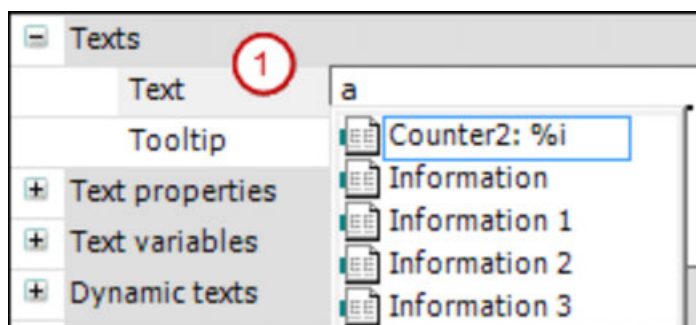 Texts
1
Text a
Tooltip Counter2: %i
Information
Text properties
Information 1
Text variables
Information 2
Dynamic texts
Information 3